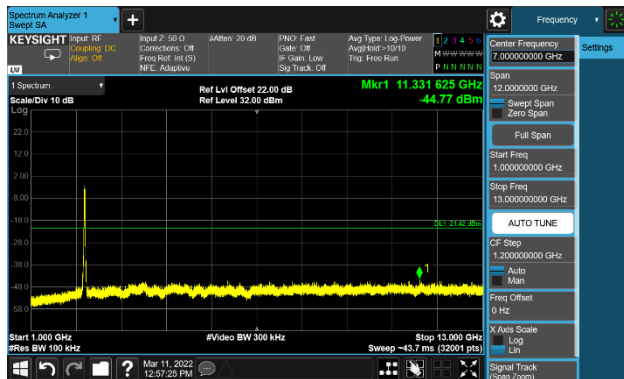 Spectrum Analyzer 1
Swept SA
Frequency
KEYSIGHT
Input: RF
Coupling: DC
Align: Off
Input Z: 50 Ω
Corrections: Off
Freq Ref: Int (S)
NFE: Adaptive
#Atten: 20 dB
PNO: Fast
Gate: Off
IF Gain: Low
Sig Track: Off
Avg Type: Log-Power
Avg|Hold:>10/10
Trig: Free Run
1 2 3 4 5 6
M W W W W W
P N N N N N
LXI
1 Spectrum
Scale/Div 10 dB
Log
Ref Lvl Offset 22.00 dB
Ref Level 32.00 dBm
Mkr1 11.331 625 GHz
-44.77 dBm
22.0
12.0
2.00
-8.00
-18.0
-28.0
-38.0
-48.0
-58.0
DL1 -21.42 dBm
1
Start 1.000 GHz
#Res BW 100 kHz
#Video BW 300 kHz
Stop 13.000 GHz
Sweep ~43.7 ms (32001 pts)
Mar 11, 2022
12:57:25 PM
Center Frequency
7.000000000 GHz
Settings
Span
12.0000000 GHz
Swept Span
Zero Span
Full Span
Start Freq
1.000000000 GHz
Stop Freq
13.000000000 GHz
AUTO TUNE
CF Step
1.200000000 GHz
Auto
Man
Freq Offset
0 Hz
X Axis Scale
Log
Lin
Signal Track
(Span Zoom)